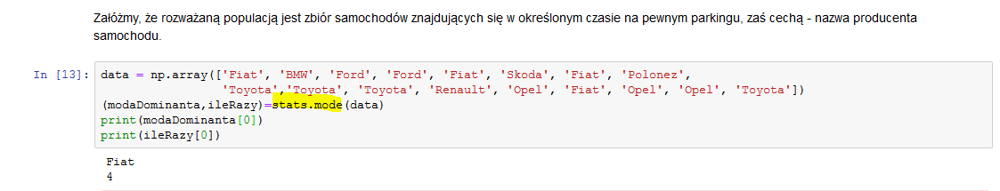 Załóżmy, że rozważaną populacją jest zbiór samochodów znajdujących się w określonym czasie na pewnym parkingu, zaś cechą - nazwa producenta
samochodu.
In [13]: data = np.array(['Fiat', 'BMW', 'Ford', 'Ford', 'Fiat', 'Skoda', 'Fiat', 'Polonez',
'Toyota','Toyota', 'Toyota', 'Renault', 'Opel', 'Fiat', 'Opel', 'Opel', 'Toyota'])
(modaDominanta,ileRazy)=stats.mode(data)
print(modaDominanta[0])
print(ileRazy[0])
Fiat
4